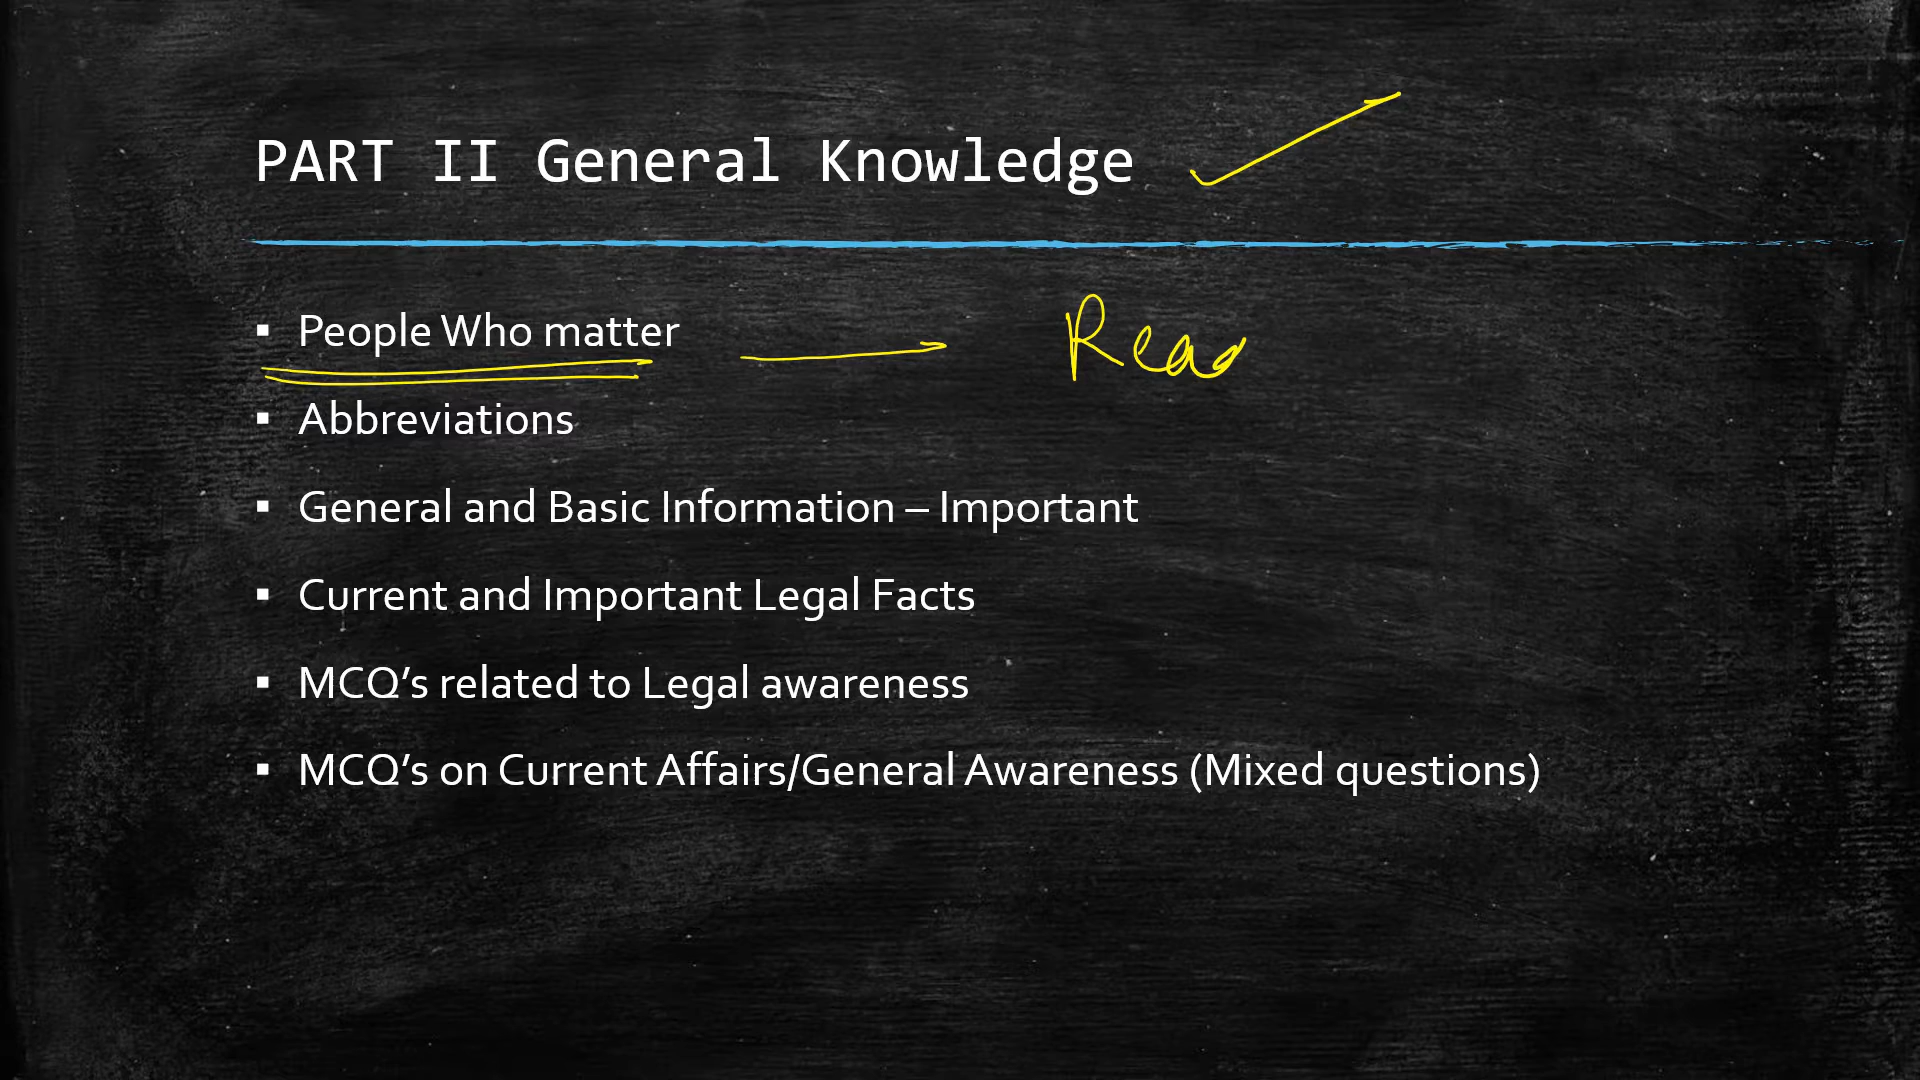 PART II General Knowledge
▪ People Who matter Read
▪ Abbreviations
▪ General and Basic Information – Important
▪ Current and Important Legal Facts
▪ MCQ’s related to Legal awareness
▪ MCQ’s on Current Affairs/General Awareness (Mixed questions)